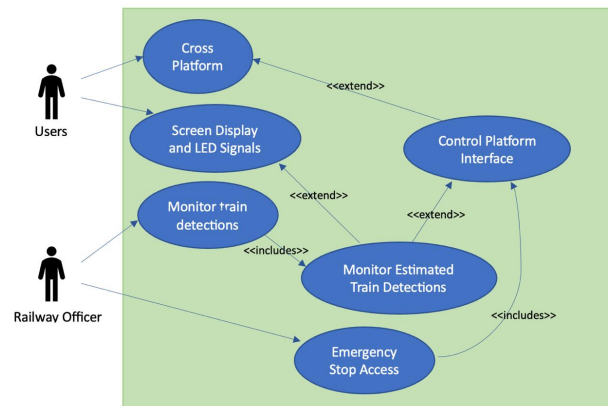 Cross
Platform
<<extend>>
Users
Screen Display
and LED Signals
Control Platform
Interface
<<extend>>
Monitor train
detections
<<extend>>
<<includes>>
Monitor Estimated
Train Detections
Railway Officer
<<includes>>
Emergency
Stop Access